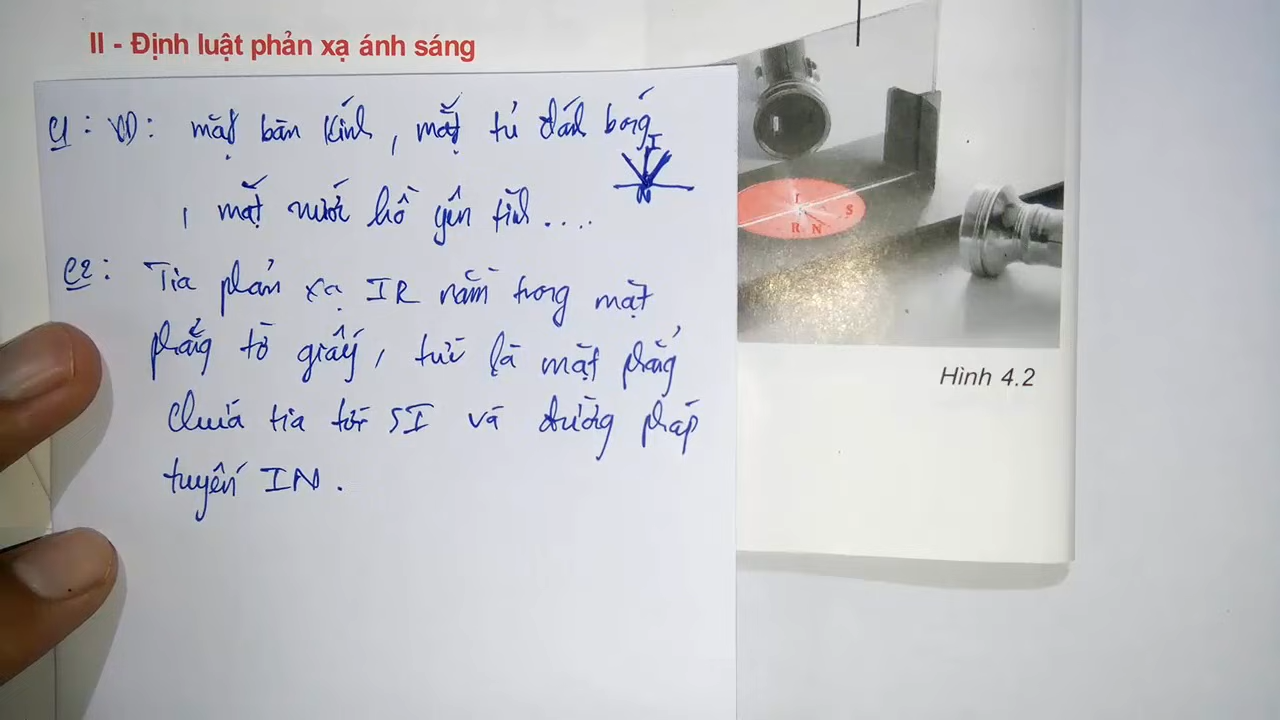 II - Định luật phản xạ ánh sáng
C1 : VD : mặt bàn kính , mặt tủ đánh bóng
, mặt nước hồ yên tĩnh....
C2 : Tia phản xạ IR nằm trong mặt
phẳng tờ giấy, tức là mặt phẳng
chứa tia tới SI và đường pháp
tuyến IN .
I
I
S
R N
Hình 4.2